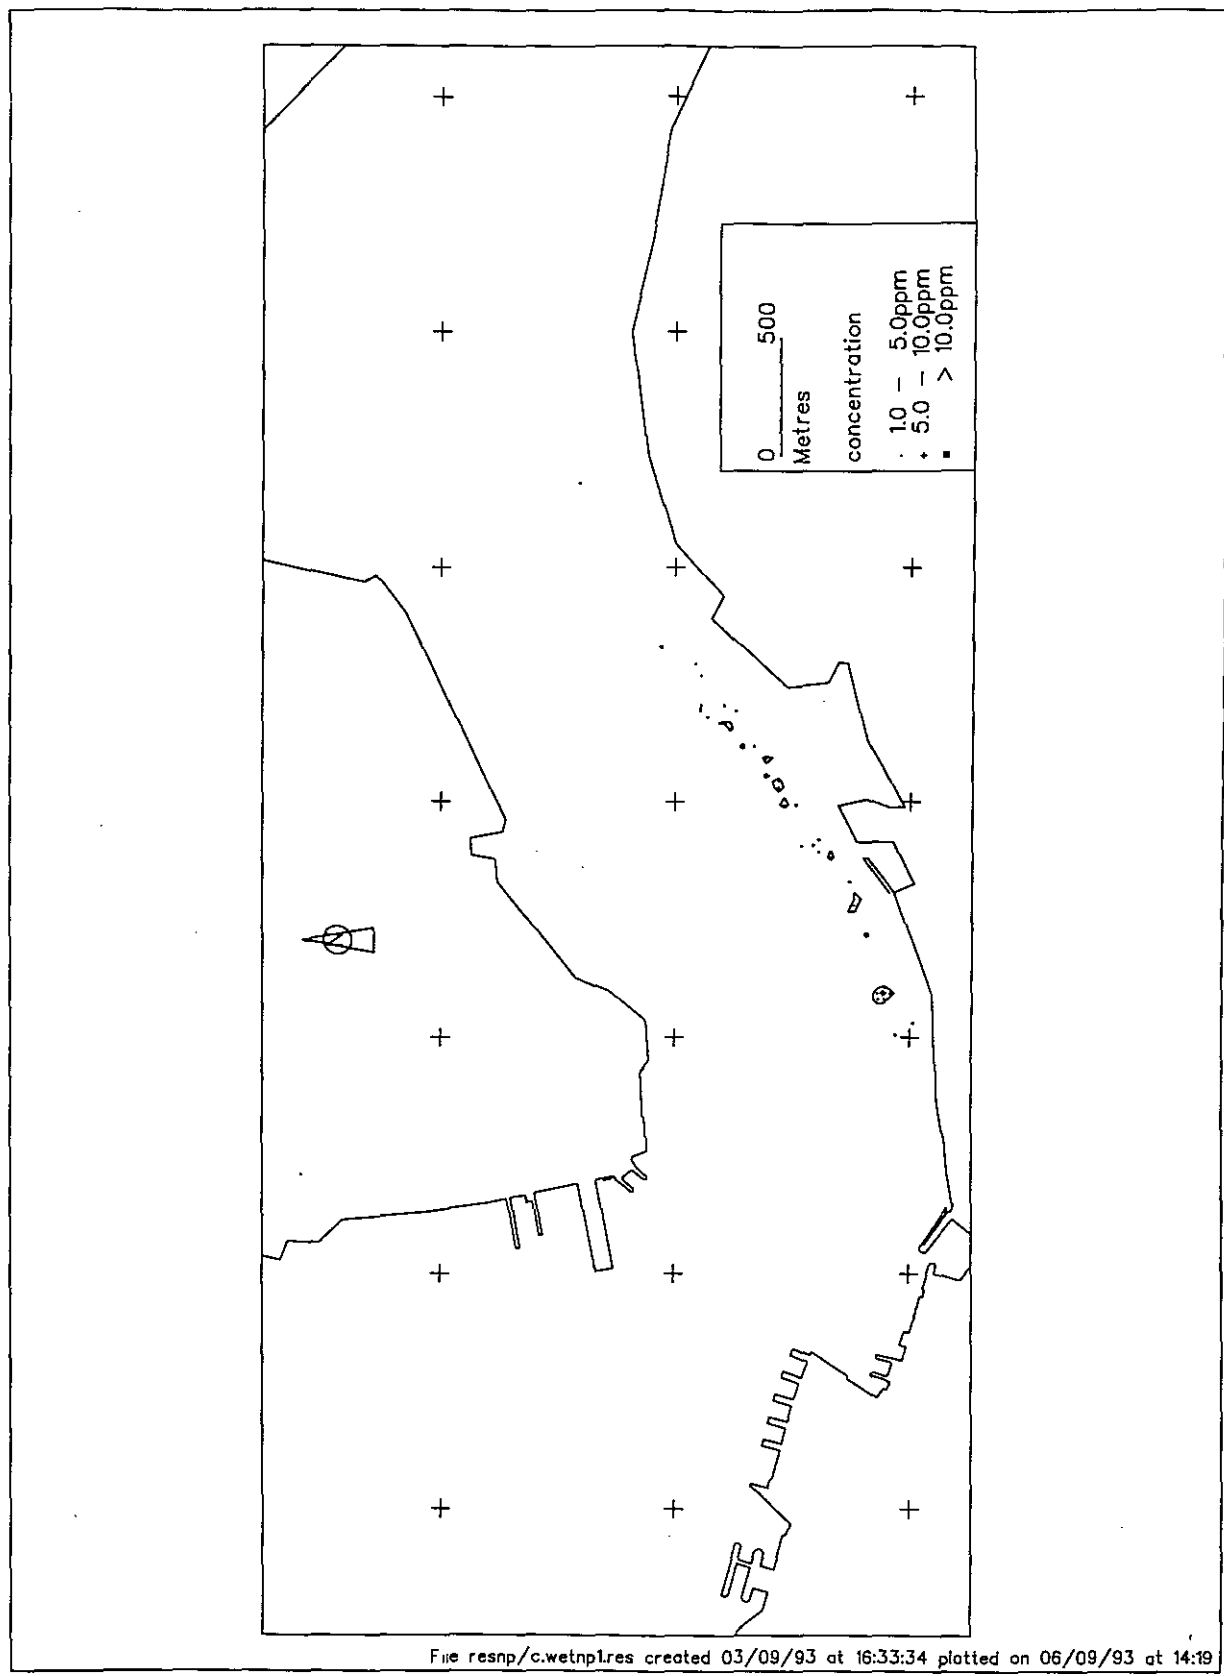 0 500
Metres
concentration
· 1.0 – 5.0ppm
+ 5.0 – 10.0ppm
▪ > 10.0ppm
N
File resnp/c.wetnp1.res created 03/09/93 at 16:33:34 plotted on 06/09/93 at 14:19